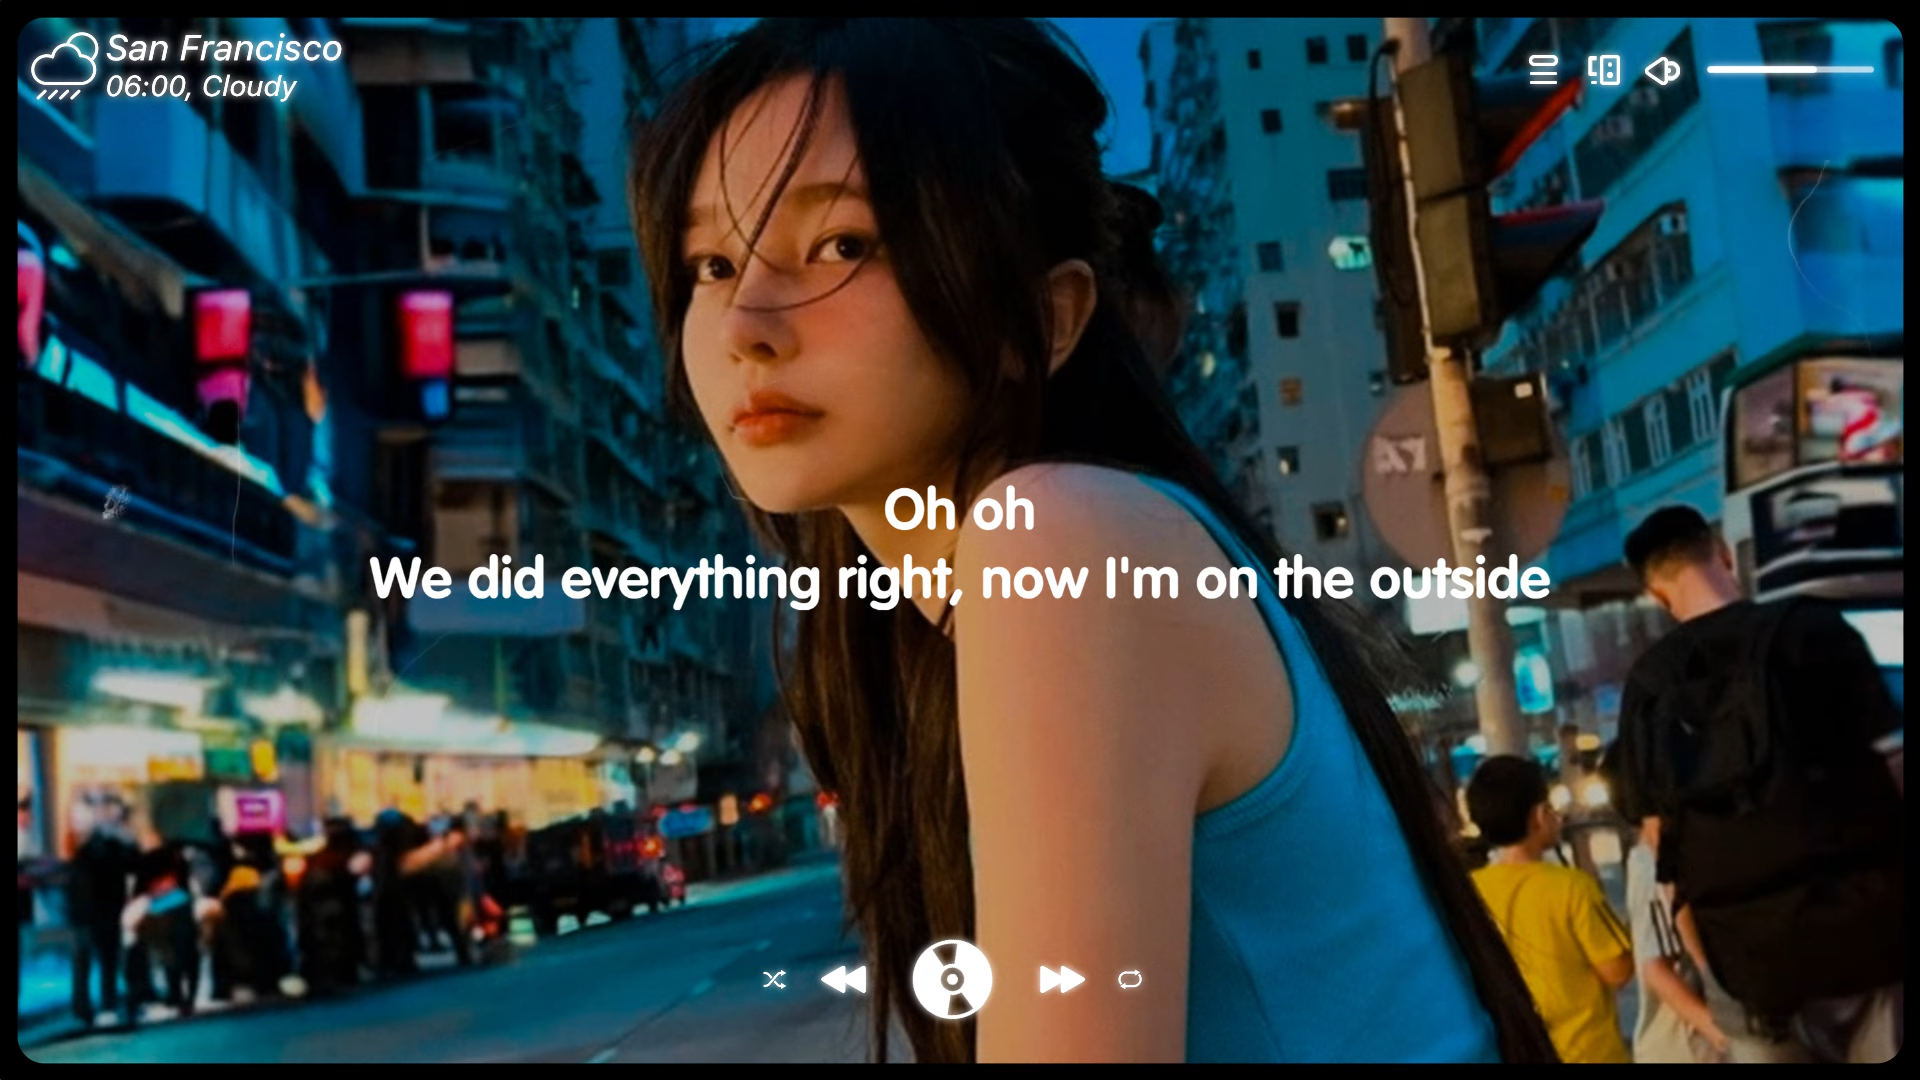 San Francisco
06:00, Cloudy
Oh oh
We did everything right, now I'm on the outside